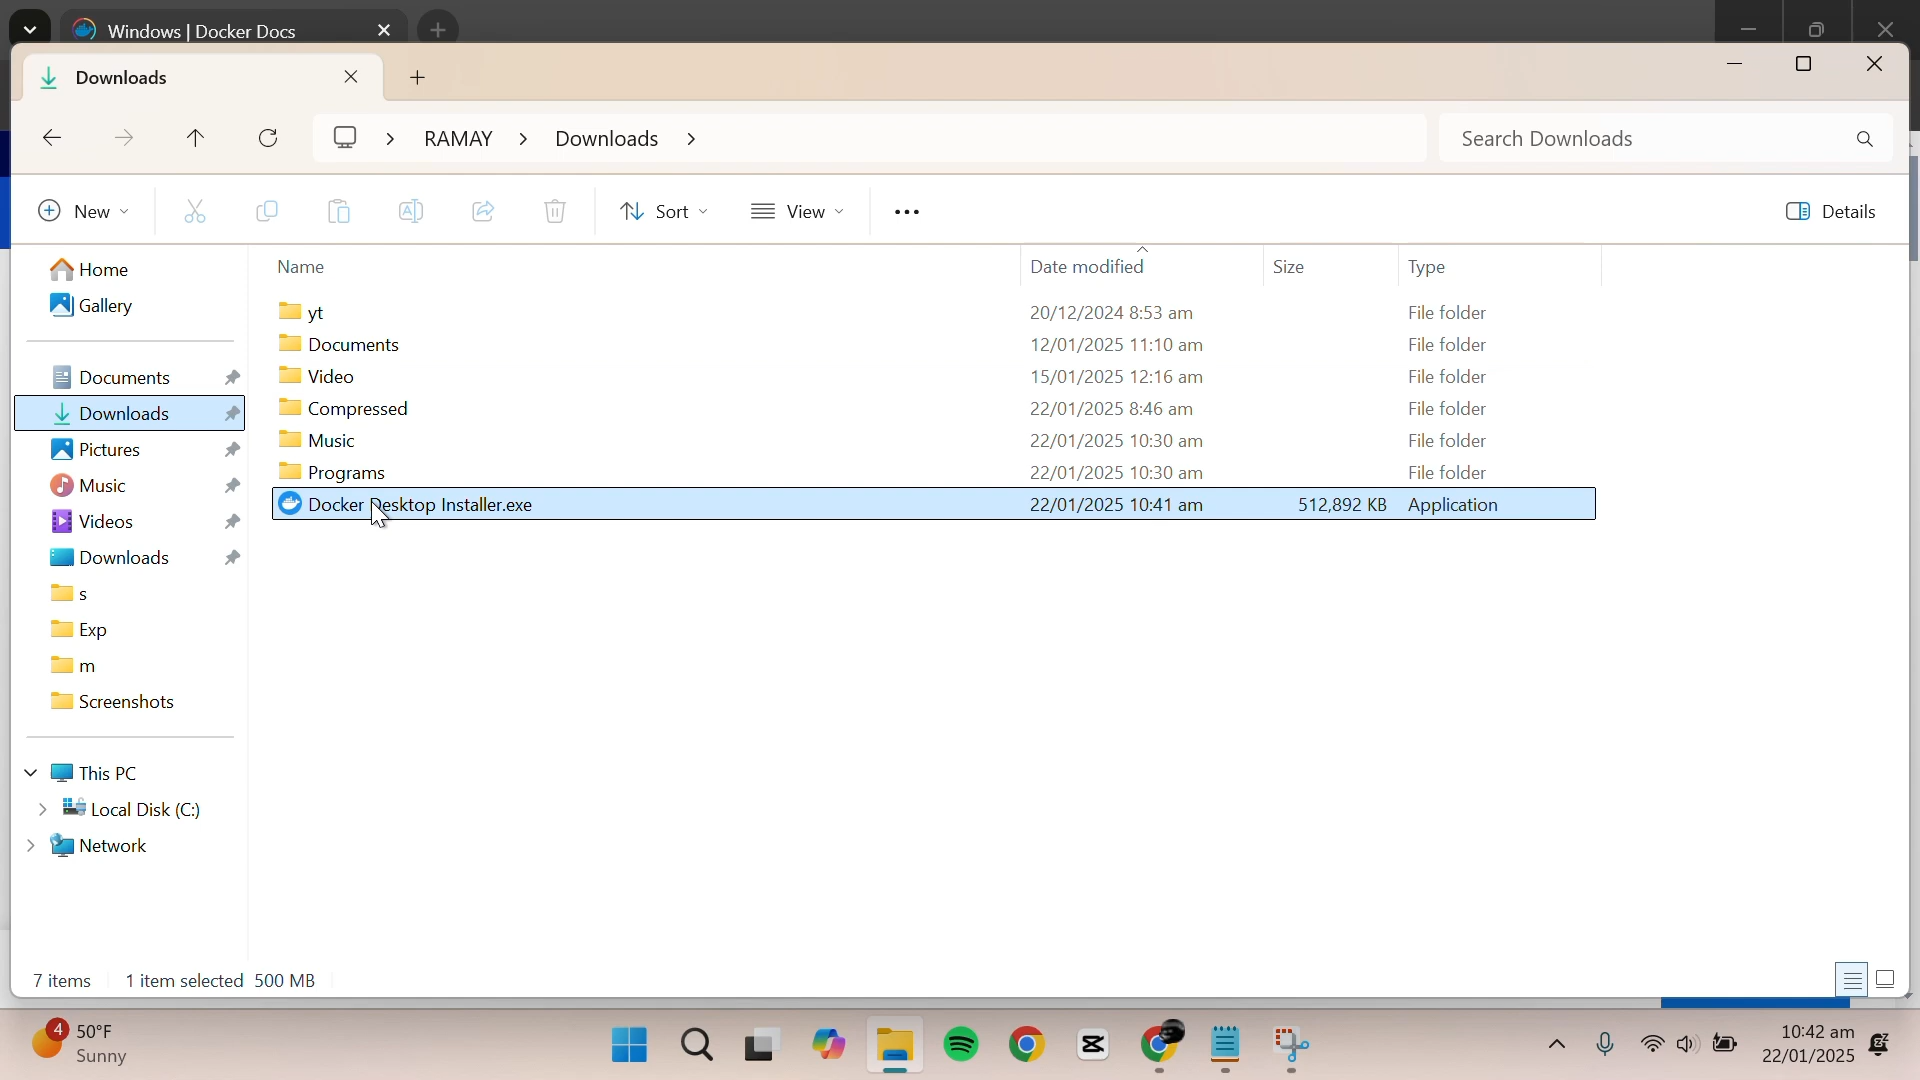 Windows | Docker Docs
Downloads
RAMAY > Downloads >
Search Downloads
New
Sort
View
Details
Name Date modified Size Type
Home
Gallery
Documents
Downloads
Pictures
Music
Videos
Downloads
s
Exp
m
Screenshots
This PC
Local Disk (C:)
Network
yt 20/12/2024 8:53 am File folder
Documents 12/01/2025 11:10 am File folder
Video 15/01/2025 12:16 am File folder
Compressed 22/01/2025 8:46 am File folder
Music 22/01/2025 10:30 am File folder
Programs 22/01/2025 10:30 am File folder
Docker Desktop Installer.exe 22/01/2025 10:41 am 512,892 KB Application
7 items 1 item selected 500 MB
4
50°F
Sunny
10:42 am
22/01/2025